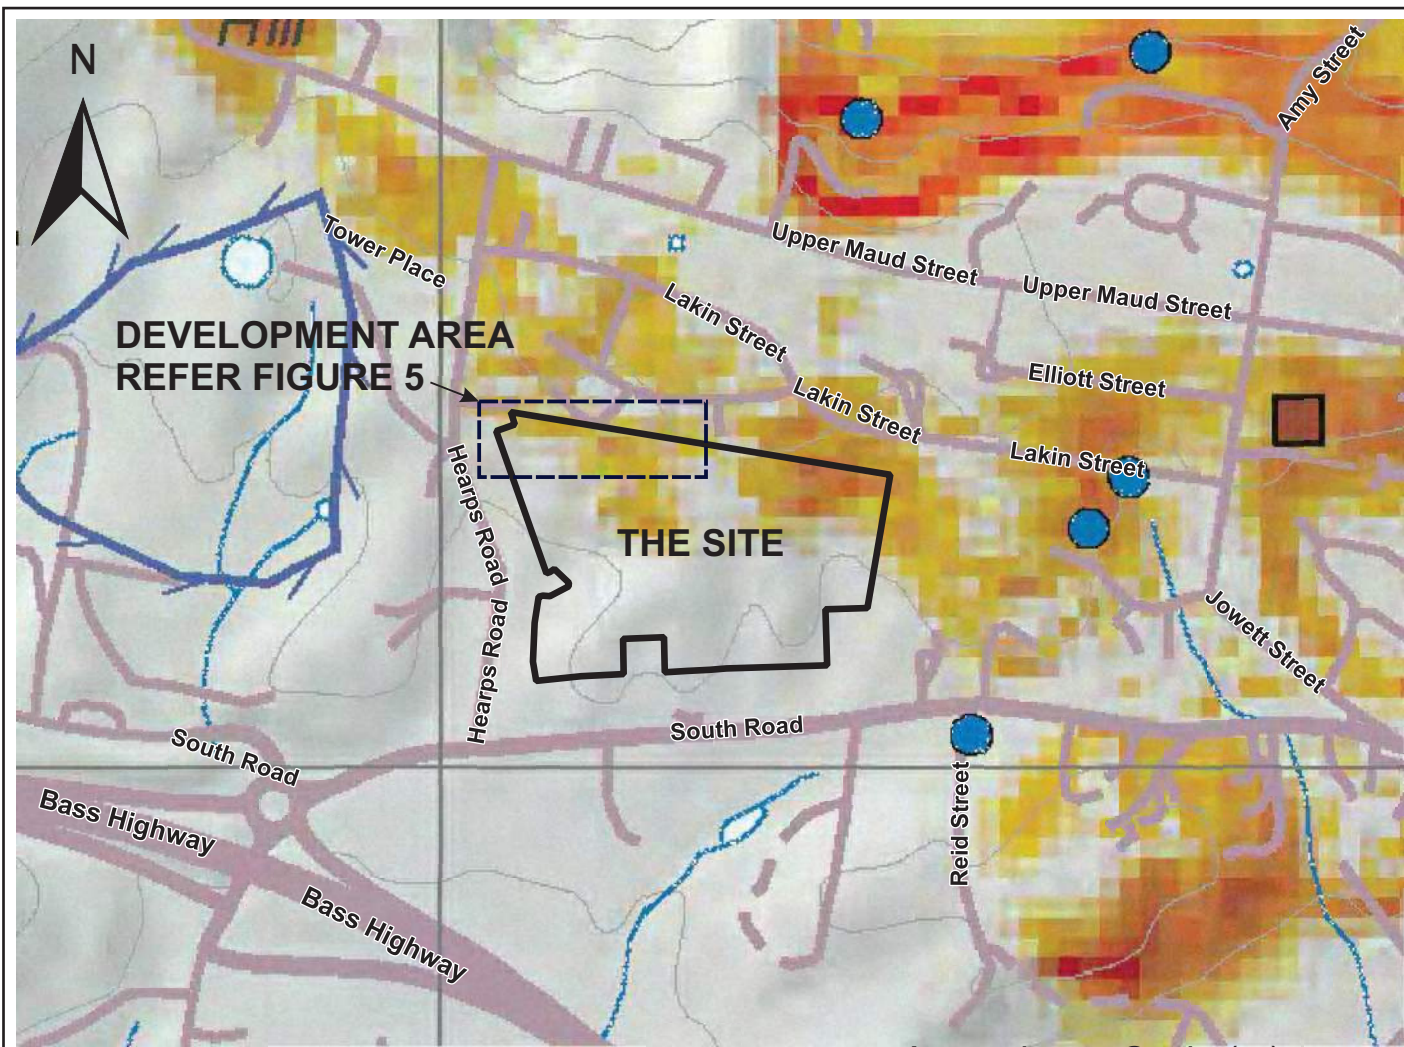 N
Amy Street
Tower Place
Upper Maud Street
Upper Maud Street
Lakin Street
DEVELOPMENT AREA
REFER FIGURE 5
Elliott Street
Lakin Street
Lakin Street
Hearps Road
THE SITE
Hearps Road
Jowett Street
South Road
South Road
Reid Street
Bass Highway
Bass Highway